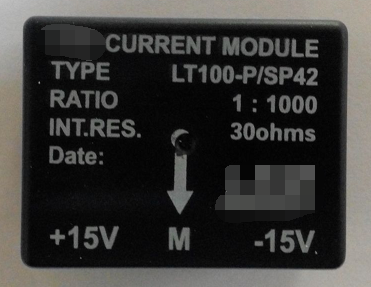 CURRENT MODULE
TYPE LT100-P/SP42
RATIO 1 : 1000
INT.RES. 30ohms
Date:
+15V M -15V